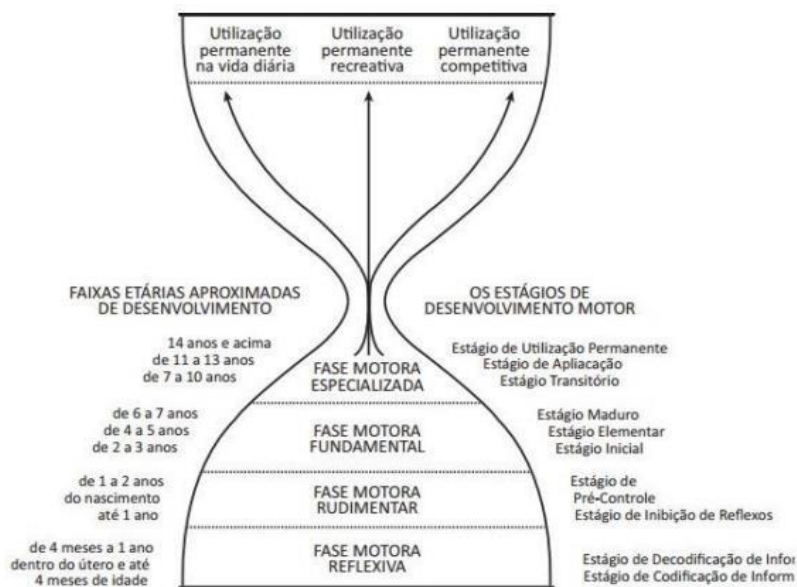 Utilização permanente na vida diária
Utilização permanente recreativa
Utilização permanente competitiva
FAIXAS ETÁRIAS APROXIMADAS
DE DESENVOLVIMENTO
OS ESTÁGIOS DE
DESENVOLVIMENTO MOTOR
14 anos e acima
de 11 a 13 anos
de 7 a 10 anos
FASE MOTORA
ESPECIALIZADA
Estágio de Utilização Permanente
Estágio de Apliacação
Estágio Transitório
de 6 a 7 anos
de 4 a 5 anos
de 2 a 3 anos
FASE MOTORA
FUNDAMENTAL
Estágio Maduro
Estágio Elementar
Estágio Inicial
de 1 a 2 anos
do nascimento
até 1 ano
FASE MOTORA
RUDIMENTAR
Estágio de
Pré-Controle
Estágio de Inibição de Reflexos
de 4 meses a 1 ano
dentro do útero e até
4 meses de idade
FASE MOTORA
REFLEXIVA
Estágio de Decodificação de
Estágio de Codificação de